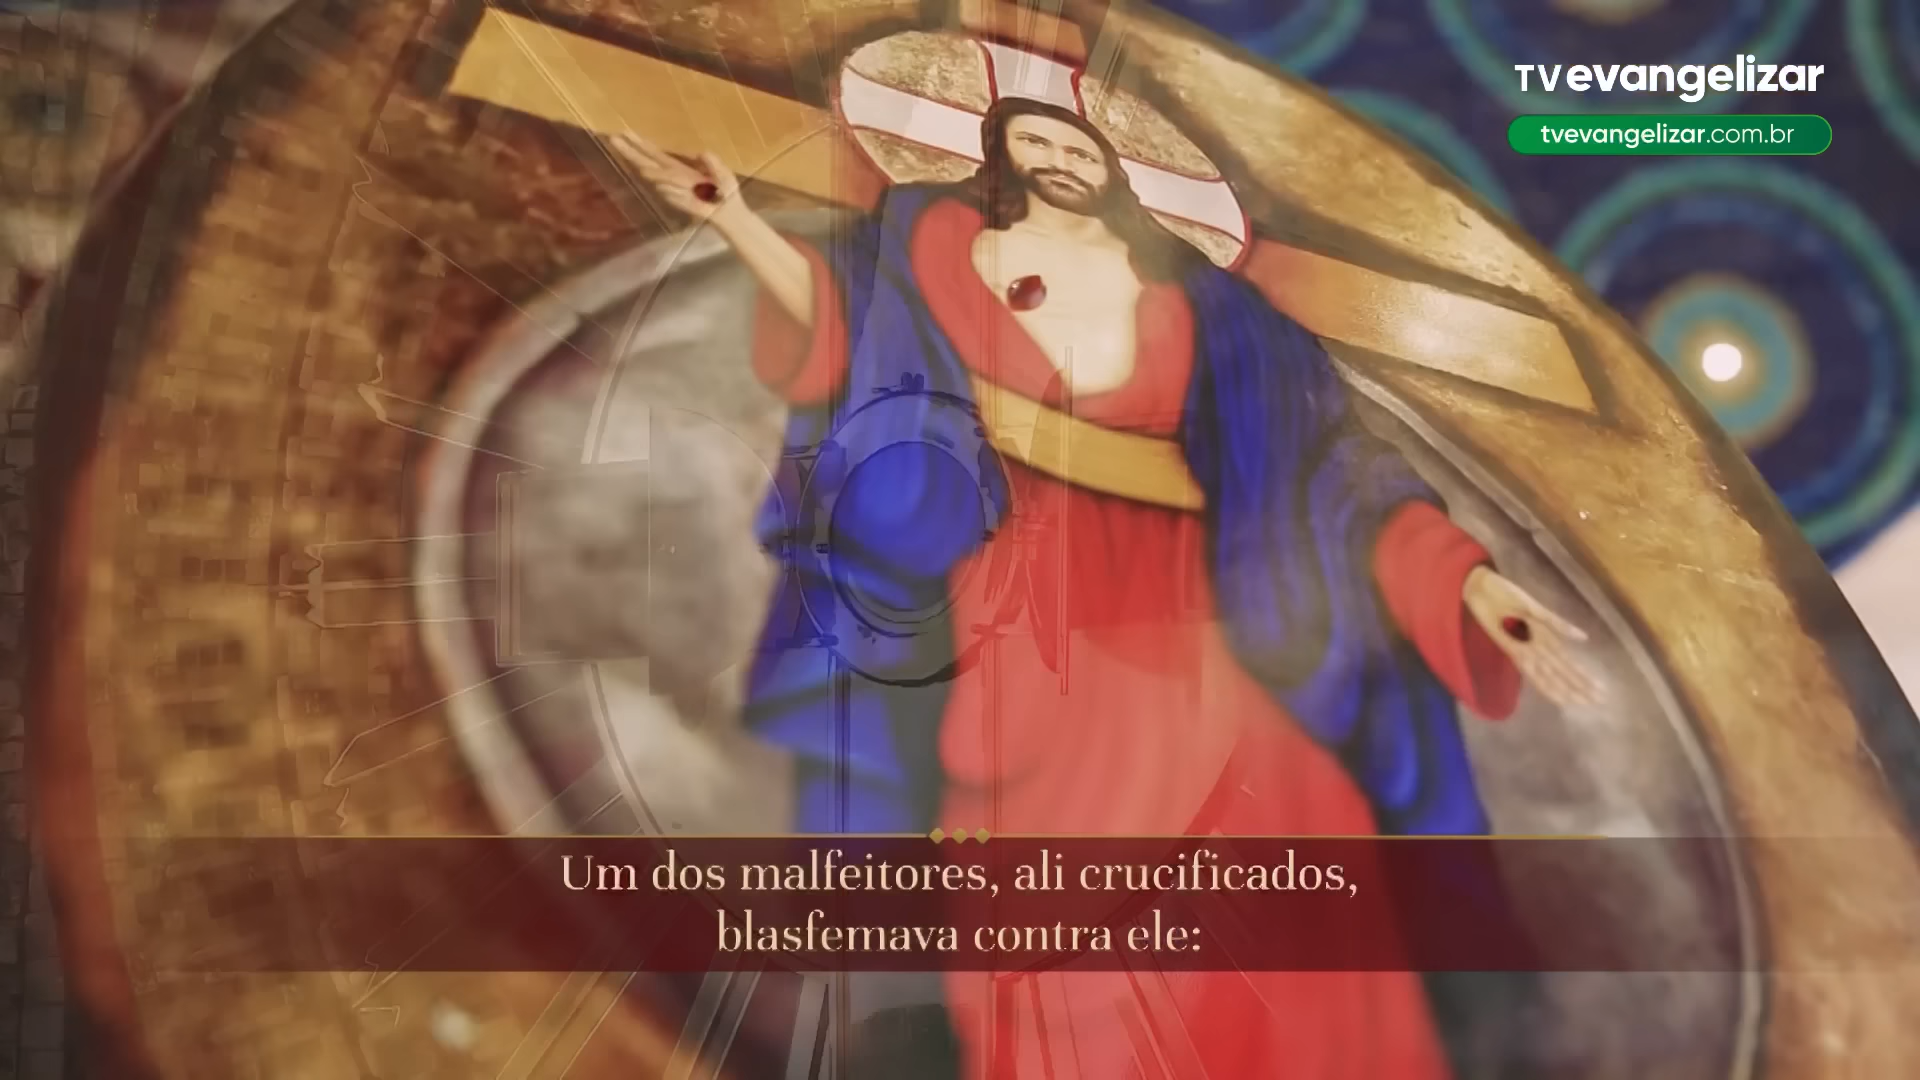 TVevangelizar
tvevangelizar.com.br
Um dos malfeitores, ali crucificados,
blasfemava contra ele: